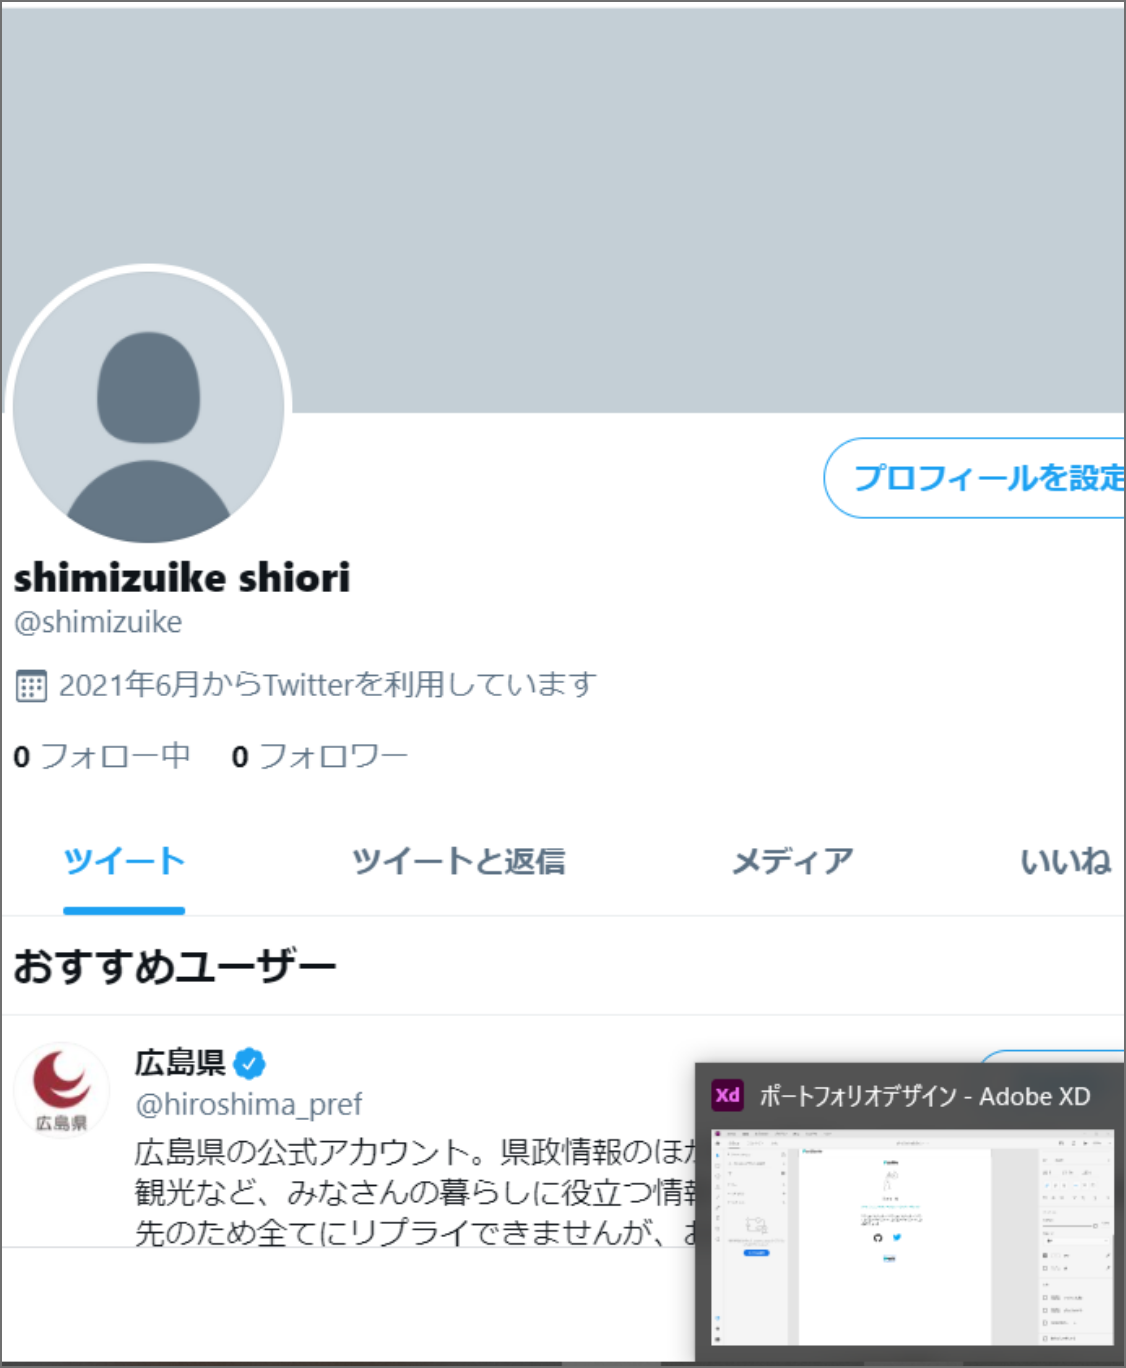 プロフィールを設定
shimizuike shiori
@shimizuike
2021年6月からTwitterを利用しています
0 フォロー中 0 フォロワー
ツイート ツイートと返信 メディア いいね
おすすめユーザー
広島県
@hiroshima_pref
広島県
広島県の公式アカウント。県政情報のほか
観光など、みなさんの暮らしに役立つ情報
先のため全てにリプライできませんが、お
Xd ポートフォリオデザイン - Adobe XD